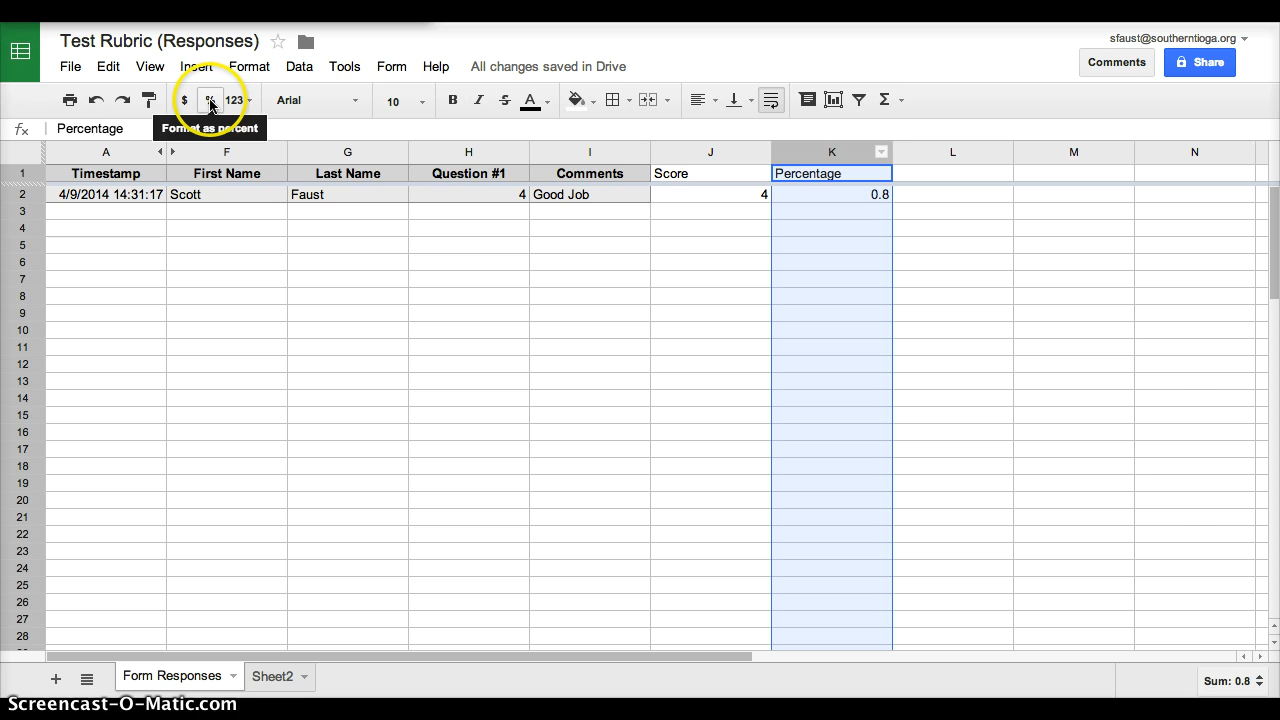 Test Rubric (Responses)
sfaust@southerntioga.org
File Edit View Insert Format Data Tools Form Help All changes saved in Drive
Comments Share
$ % 123 Arial 10 B I S A Σ
fx Percentage
Format as percent
A F G H I J K L M N
1 Timestamp First Name Last Name Question #1 Comments Score Percentage
2 4/9/2014 14:31:17 Scott Faust 4 Good Job 4 0.8
3
4
5
6
7
8
9
10
11
12
13
14
15
16
17
18
19
20
21
22
23
24
25
26
27
28
Form Responses Sheet2 Sum: 0.8
Screencast-O-Matic.com